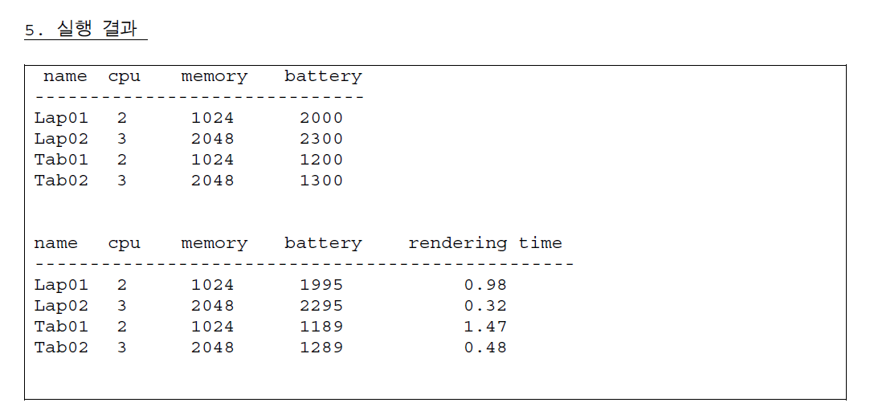 5. 실행 결과
name cpu memory battery
------------------------------
Lap01 2 1024 2000
Lap02 3 2048 2300
Tab01 2 1024 1200
Tab02 3 2048 1300
name cpu memory battery rendering time
-------------------------------------------------
Lap01 2 1024 1995 0.98
Lap02 3 2048 2295 0.32
Tab01 2 1024 1189 1.47
Tab02 3 2048 1289 0.48